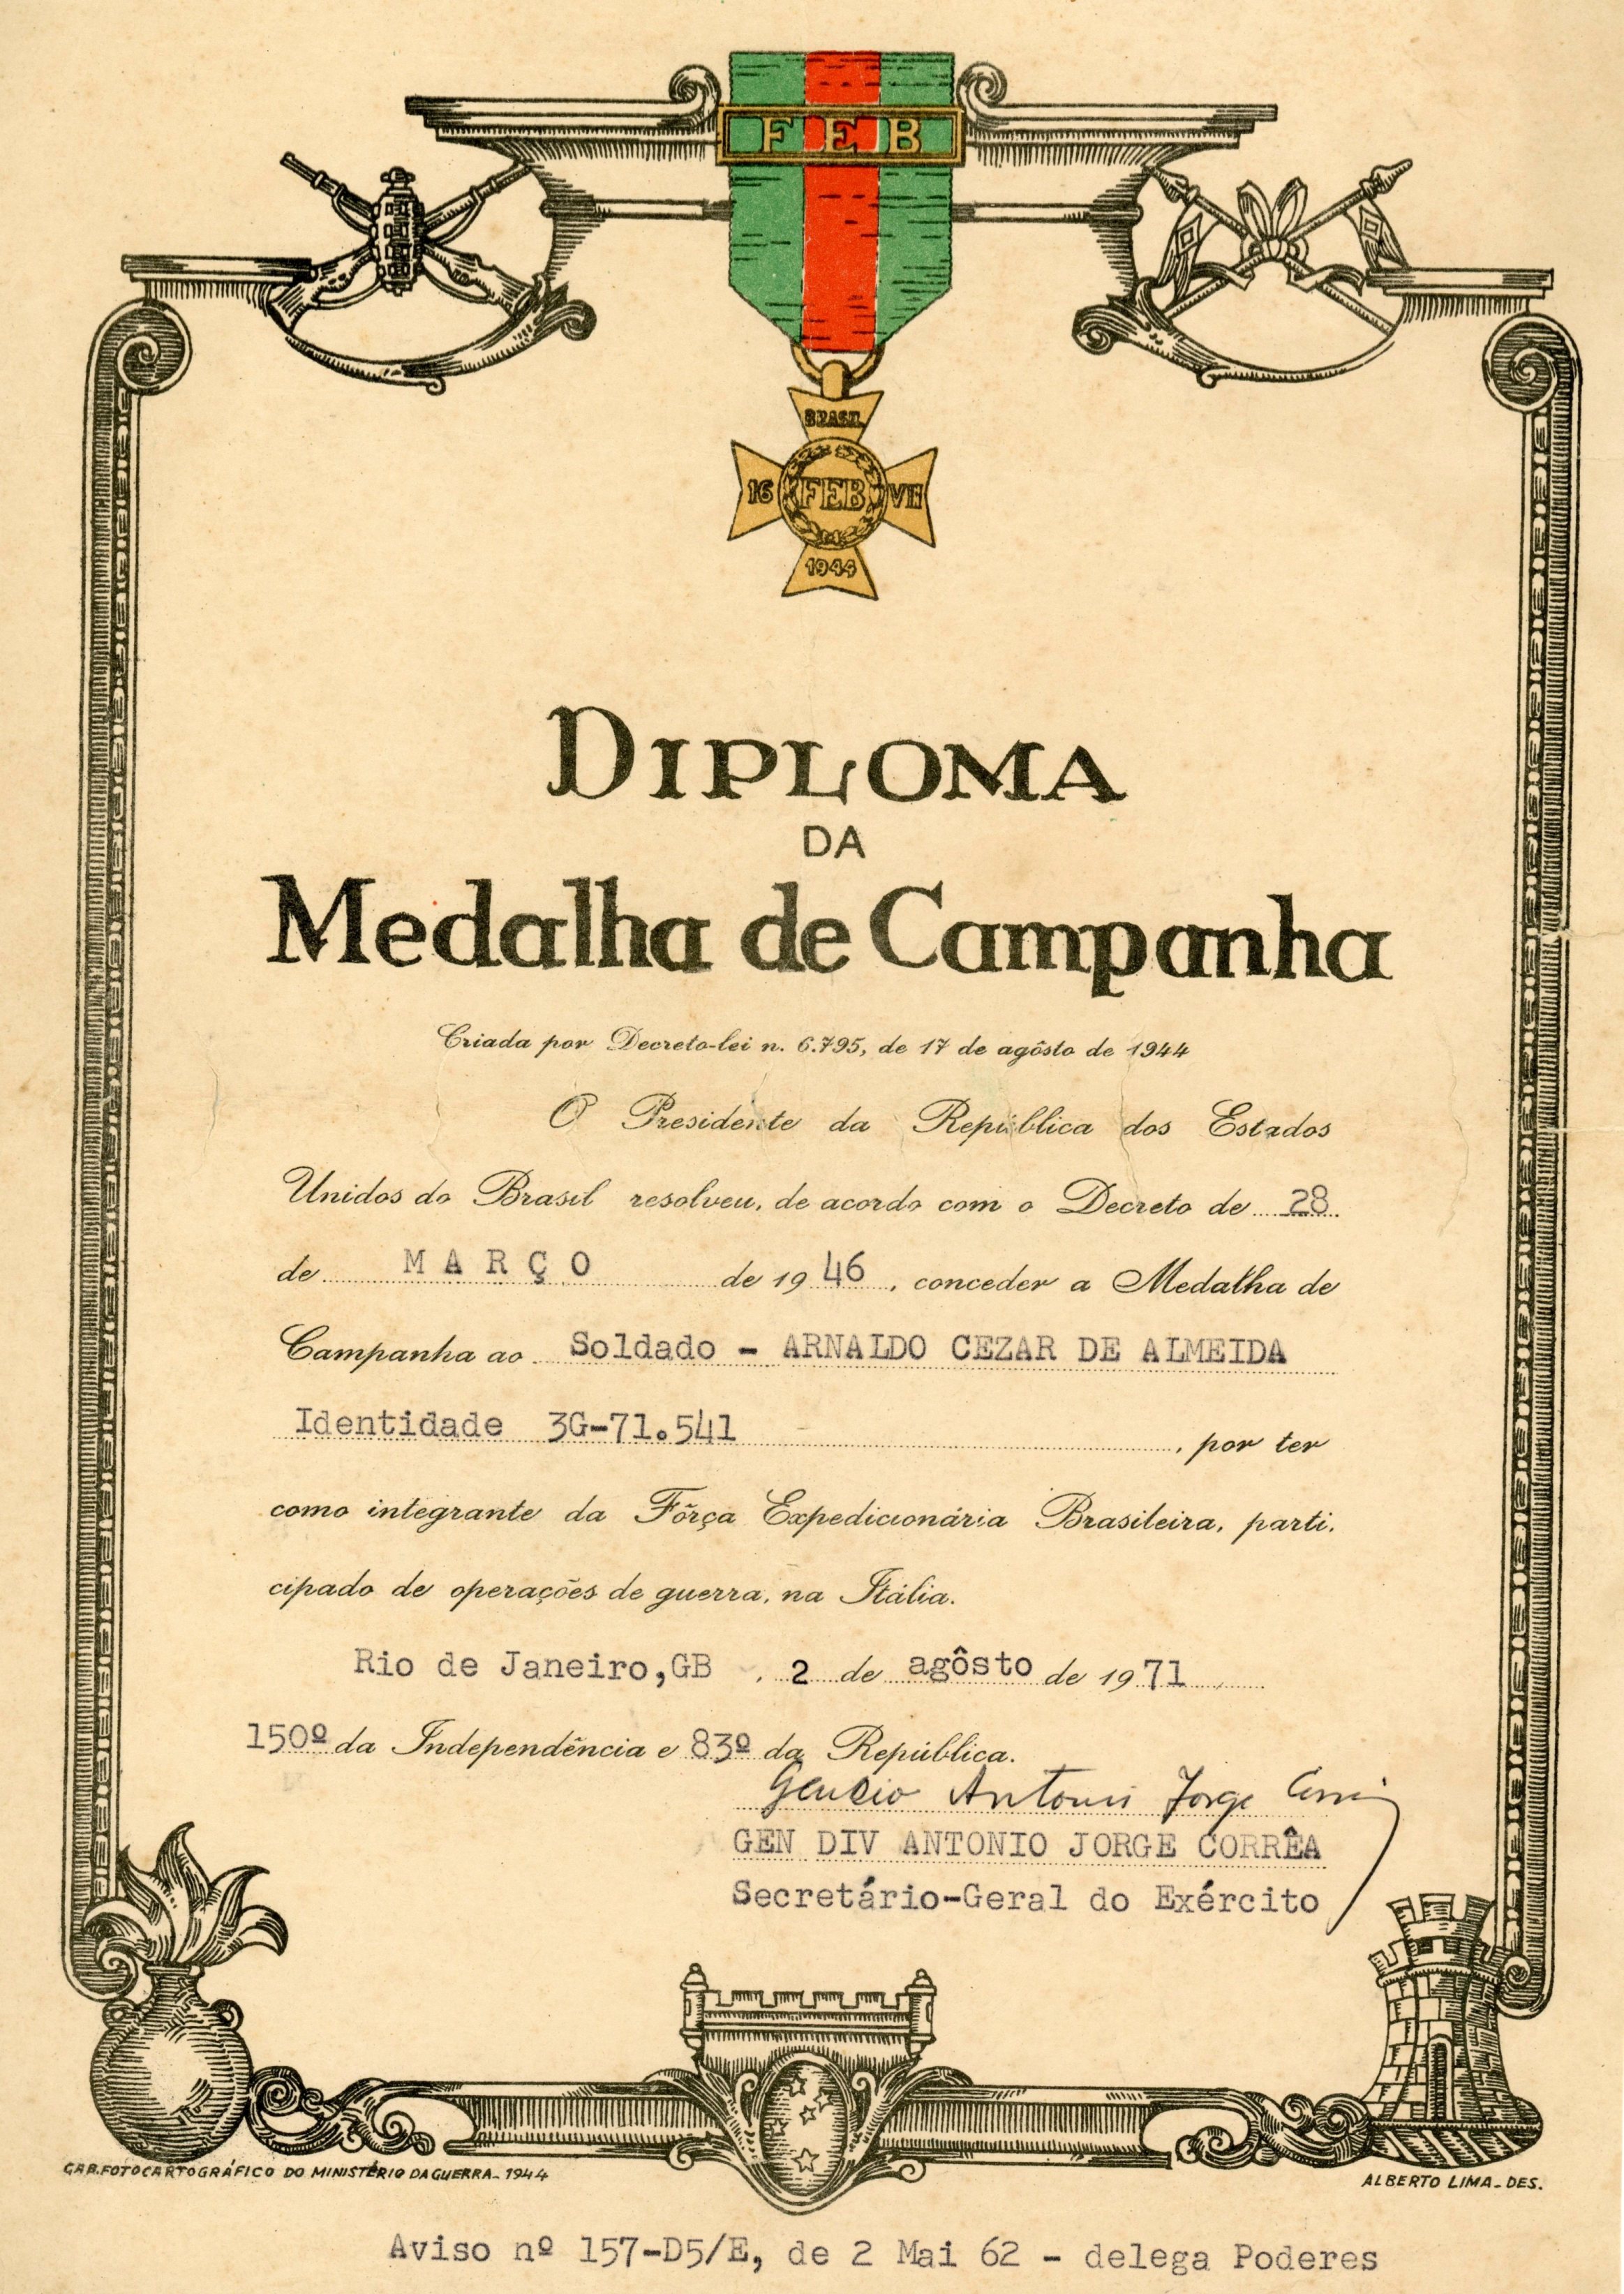 FEB
BRASIL
16 FEB VII
1944
DIPLOMA
DA
Medalha de Campanha
Criada por Decreto-lei n. 6.795, de 17 de agôsto de 1944
O Presidente da República dos Estados
Unidos do Brasil resolveu, de acordo com o Decreto de 28
de MARÇO de 1946, conceder a Medalha de
Campanha ao Soldado - ARNALDO CEZAR DE ALMEIDA
Identidade 3G-71.541, por ter
como integrante da Fôrça Expedicionária Brasileira, parti-
cipado de operações de guerra, na Itália.
Rio de Janeiro,GB, 2 de agôsto de 1971
150º da Independência e 83º da República.
Antonio Jorge
GEN DIV ANTONIO JORGE CORRÊA
Secretário-Geral do Exército
GAB.FOTOCARTOGRÁFICO DO MINISTÉRIO DA GUERRA-1944
ALBERTO LIMA-DES.
Aviso nº 157-D5/E, de 2 Mai 62 - delega Poderes